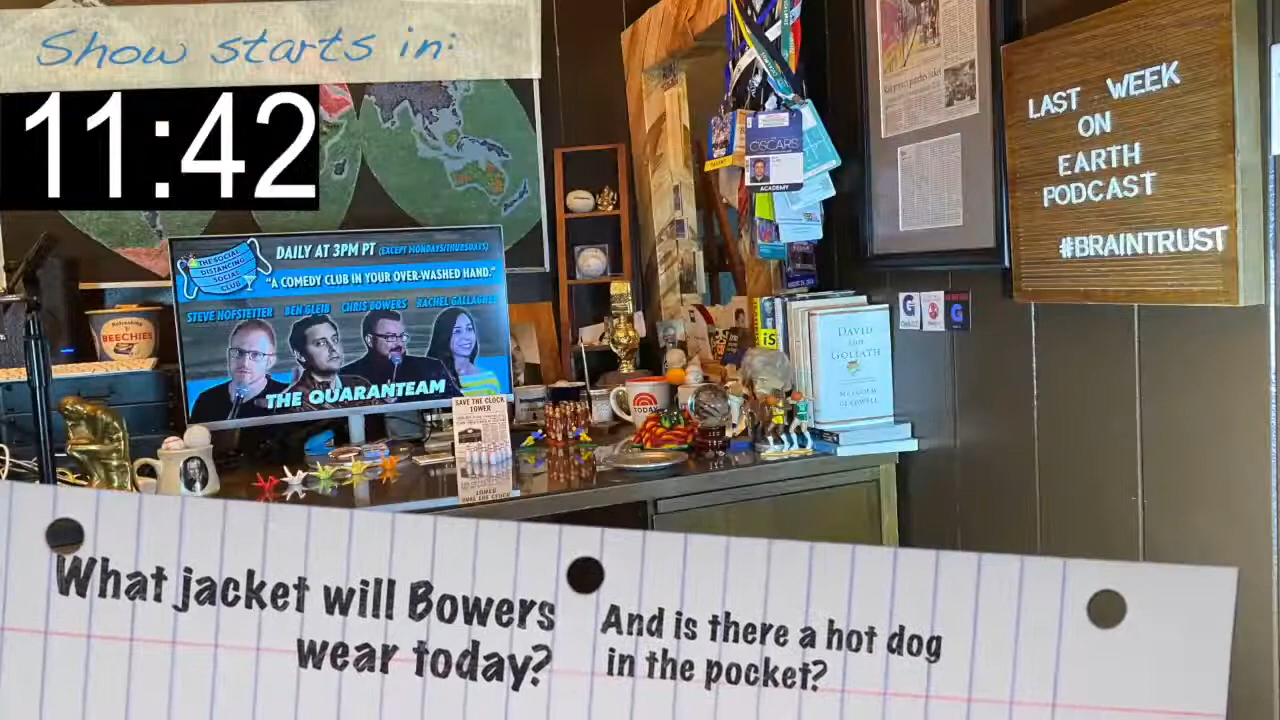 Show starts in:
11:42
THE SOCIAL
DISTANCING
SOCIAL
CLUB
DAILY AT 3PM PT (EXCEPT MONDAYS/THURSDAYS)
"A COMEDY CLUB IN YOUR OVER-WASHED HAND."
STEVE HOFSTETTER BEN GLEIB CHRIS BOWERS RACHEL GALLAGHER
THE QUARANTEAM
BEECHIES
SAVE THE CLOCK
TOWER
TODAY
OSCARS
ACADEMY
iS
DAVID
AND
GOLIATH
MALCOLM
GLADWELL
LAST WEEK
ON
EARTH
PODCAST
#BRAINTRUST
G
G
What jacket will Bowers
wear today?
And is there a hot dog
in the pocket?